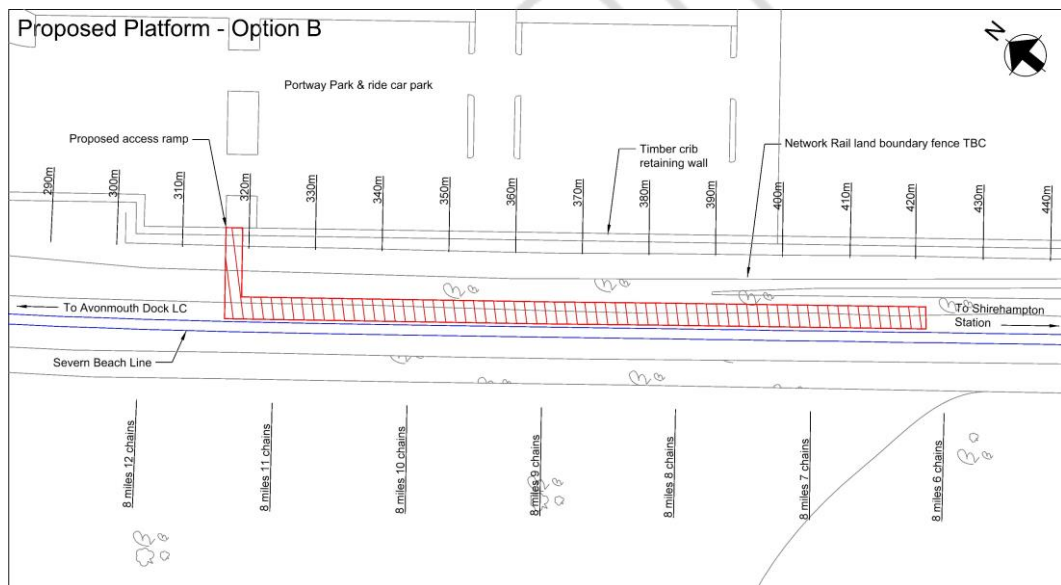 Proposed Platform - Option B
N
Portway Park & ride car park
Proposed access ramp
Timber crib
retaining wall
Network Rail land boundary fence TBC
290m
300m
310m
320m
330m
340m
350m
360m
370m
380m
390m
400m
410m
420m
430m
440m
To Avonmouth Dock LC
To Shirehampton
Station
Severn Beach Line
8 miles 12 chains
8 miles 11 chains
8 miles 10 chains
8 miles 9 chains
8 miles 8 chains
8 miles 7 chains
8 miles 6 chains